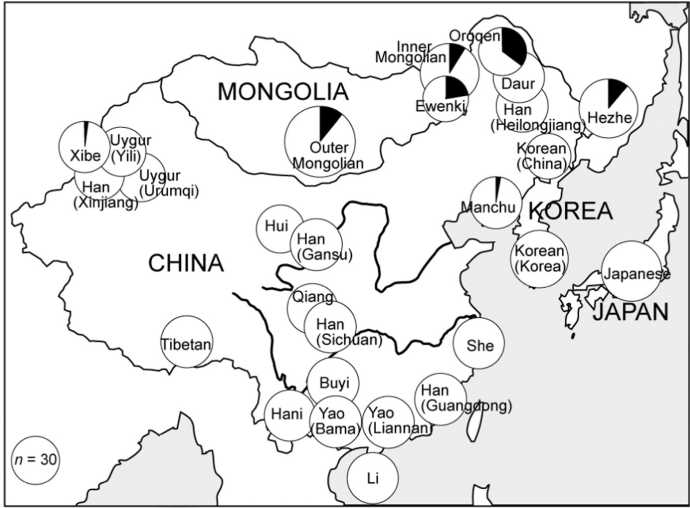 Oroqen
Inner
Mongolian
MONGOLIA
Daur
Ewenki
Han
(Heilongjiang)
Hezhe
Outer
Mongolian
Uygur
(Yili)
Xibe
Korean
(China)
Uygur
(Urumqi)
Han
(Xinjiang)
Manchu
KOREA
Hui
Han
(Gansu)
CHINA
Korean
(Korea)
Japanese
Qiang
JAPAN
Han
(Sichuan)
Tibetan
She
Buyi
Han
(Guangdong)
Hani
Yao
(Bama)
Yao
(Liannan)
n = 30
Li